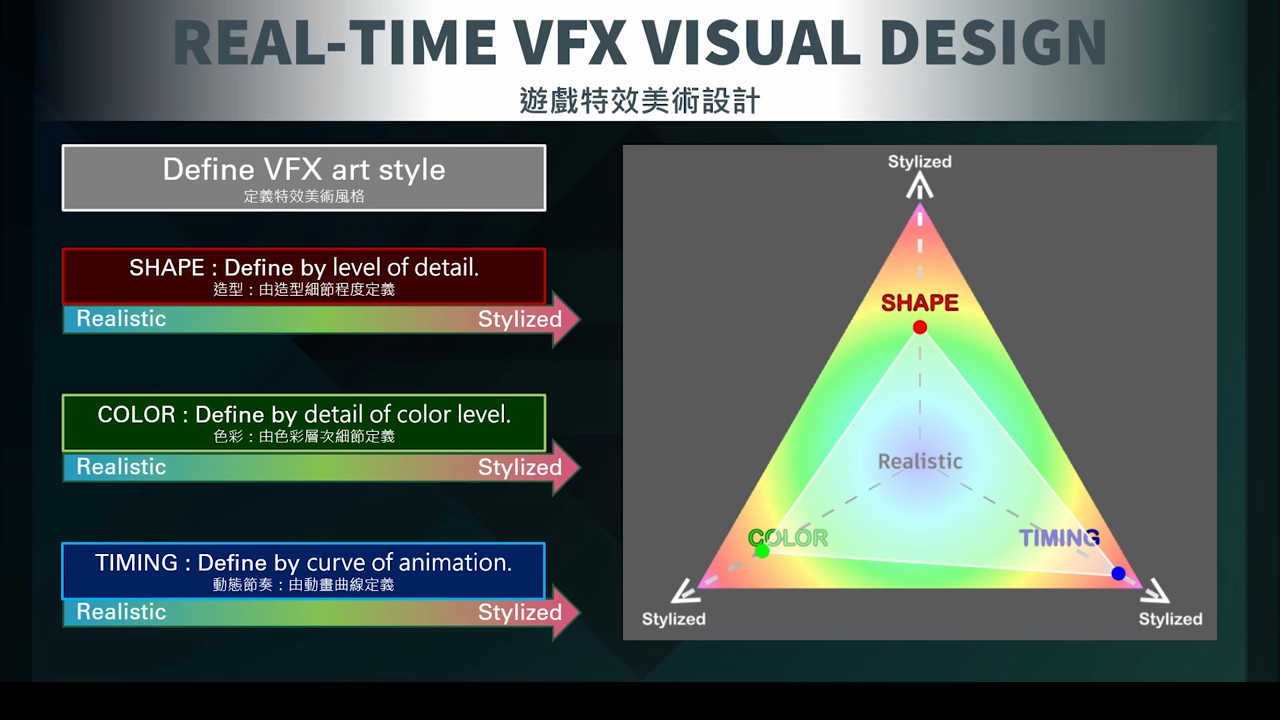 REAL-TIME VFX VISUAL DESIGN
遊戲特效美術設計
Define VFX art style
定義特效美術風格
SHAPE : Define by level of detail.
造型：由造型細節程度定義
Realistic
Stylized
COLOR : Define by detail of color level.
色彩：由色彩層次細節定義
Realistic
Stylized
TIMING : Define by curve of animation.
動態節奏：由動畫曲線定義
Realistic
Stylized
Stylized
SHAPE
Realistic
COLOR
TIMING
Stylized
Stylized